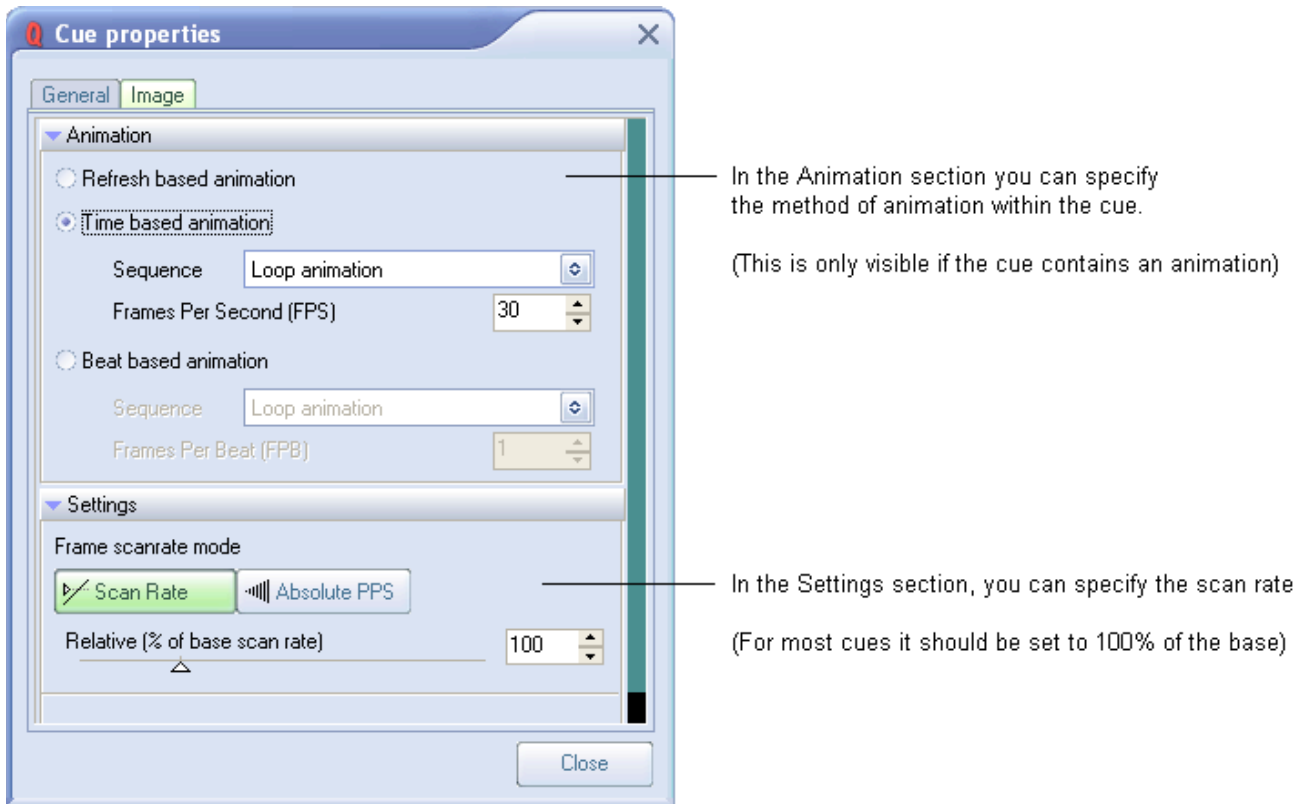 Cue properties
General Image
Animation
Refresh based animation
Time based animation
Sequence Loop animation
Frames Per Second (FPS) 30
Beat based animation
Sequence Loop animation
Frames Per Beat (FPB) 1
Settings
Frame scanrate mode
Scan Rate Absolute PPS
Relative (% of base scan rate) 100
Close
In the Animation section you can specify
the method of animation within the cue.
(This is only visible if the cue contains an animation)
In the Settings section, you can specify the scan rate
(For most cues it should be set to 100% of the base)